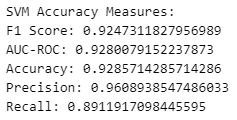 SVM Accuracy Measures:
F1 Score: 0.9247311827956989
AUC-ROC: 0.9280079152237873
Accuracy: 0.9285714285714286
Precision: 0.9608938547486033
Recall: 0.8911917098445595